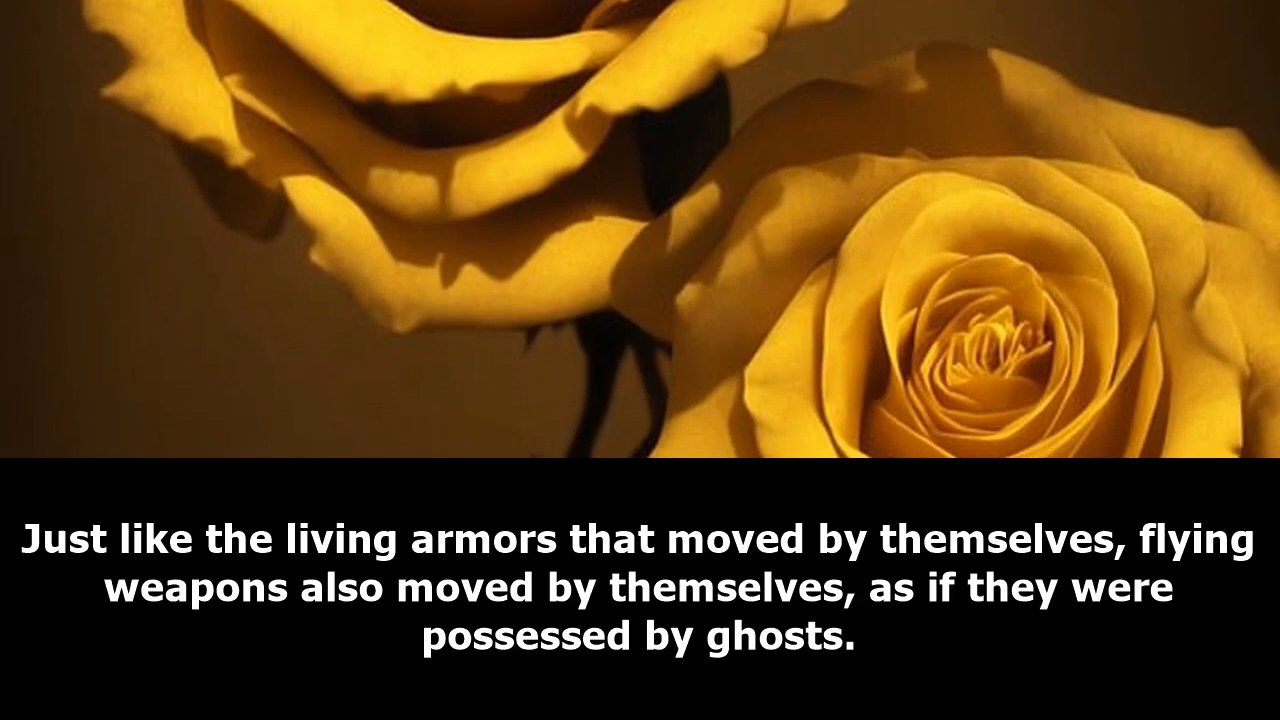 Just like the living armors that moved by themselves, flying
weapons also moved by themselves, as if they were
possessed by ghosts.